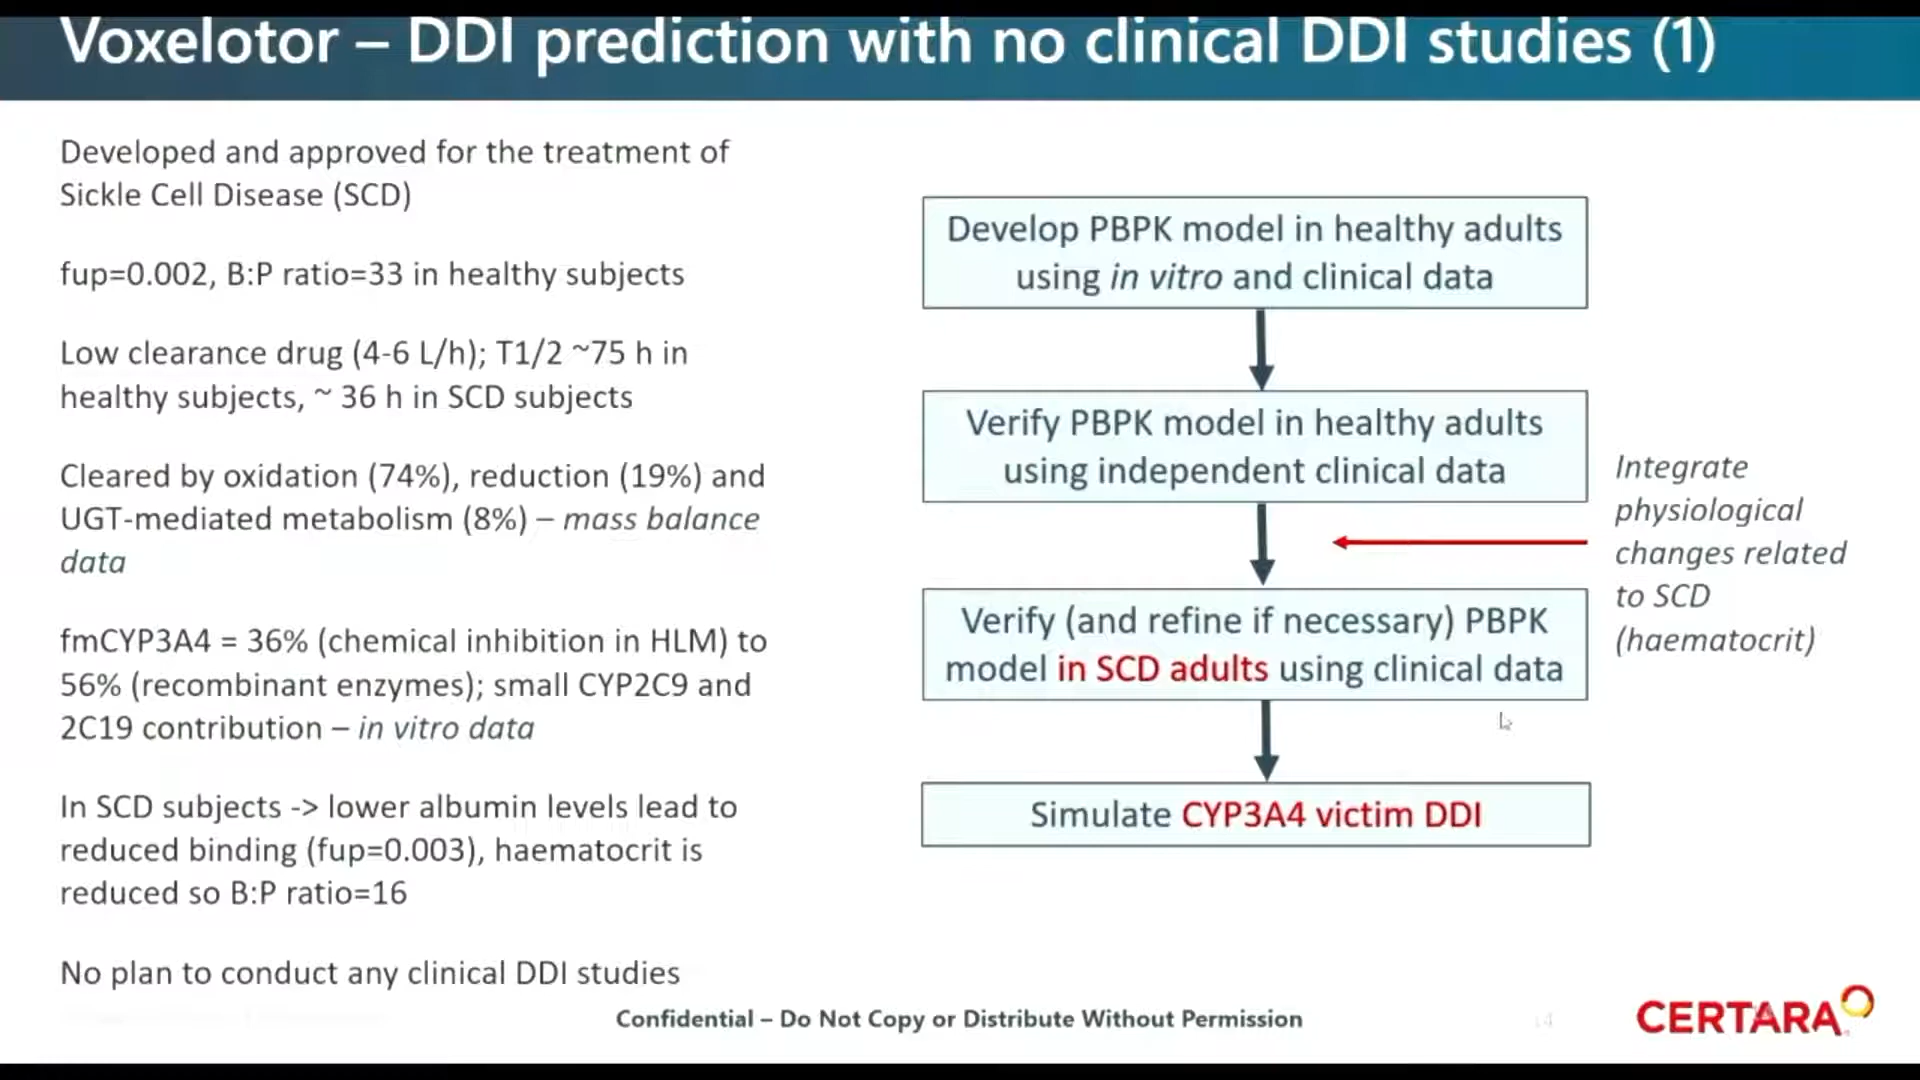 Voxelotor – DDI prediction with no clinical DDI studies (1)
Developed and approved for the treatment of
Sickle Cell Disease (SCD)
fup=0.002, B:P ratio=33 in healthy subjects
Low clearance drug (4-6 L/h); T1/2 ~75 h in
healthy subjects, ~ 36 h in SCD subjects
Cleared by oxidation (74%), reduction (19%) and
UGT-mediated metabolism (8%) – mass balance
data
fmCYP3A4 = 36% (chemical inhibition in HLM) to
56% (recombinant enzymes); small CYP2C9 and
2C19 contribution – in vitro data
In SCD subjects -> lower albumin levels lead to
reduced binding (fup=0.003), haematocrit is
reduced so B:P ratio=16
No plan to conduct any clinical DDI studies
Develop PBPK model in healthy adults
using in vitro and clinical data
Verify PBPK model in healthy adults
using independent clinical data
Integrate
physiological
changes related
to SCD
(haematocrit)
Verify (and refine if necessary) PBPK
model in SCD adults using clinical data
Simulate CYP3A4 victim DDI
Confidential – Do Not Copy or Distribute Without Permission
14
CERTARA